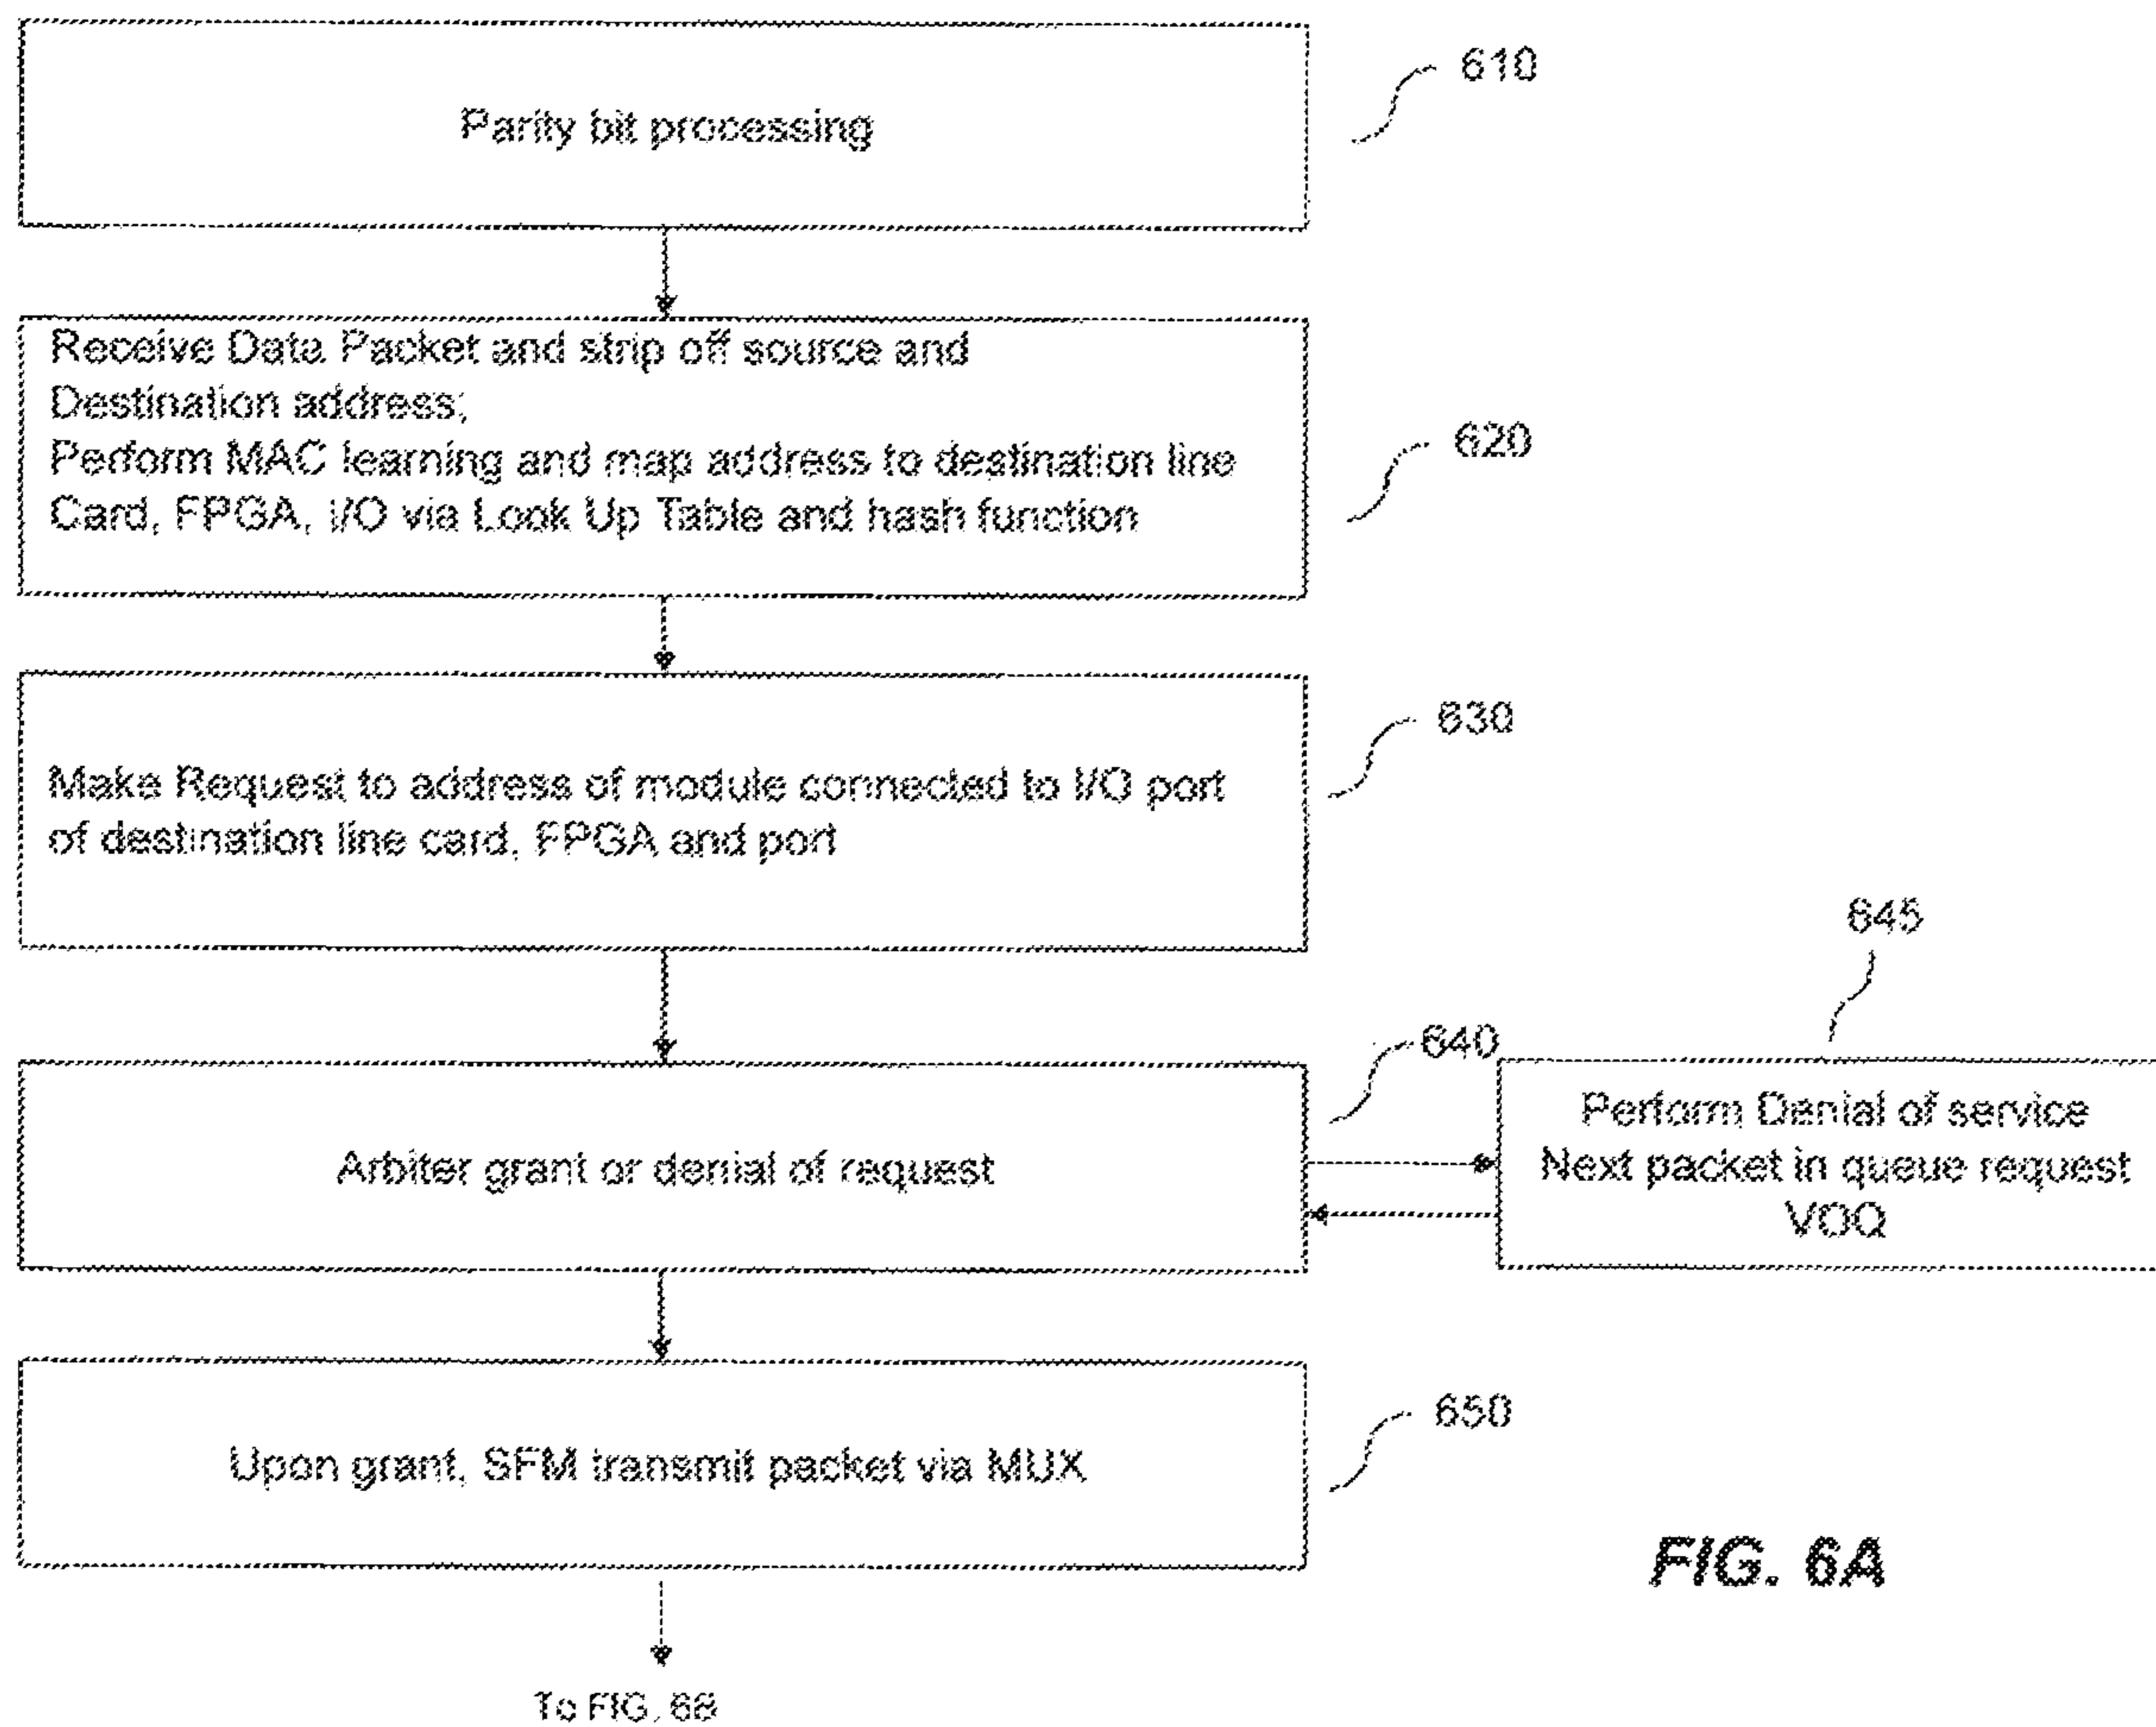 Parity bit processing
610
Receive Data Packet and strip off source and
Destination address;
Perform MAC learning and map address to destination line
Card, FPGA, I/O via Look Up Table and hash function
620
Make Request to address of module connected to I/O port
of destination line card, FPGA and port
630
645
640
Arbiter grant or denial of request
Perform Denial of service
Next packet in queue request
VOQ
Upon grant, SFM transmit packet via MUX
650
FIG. 6A
To FIG. 6B